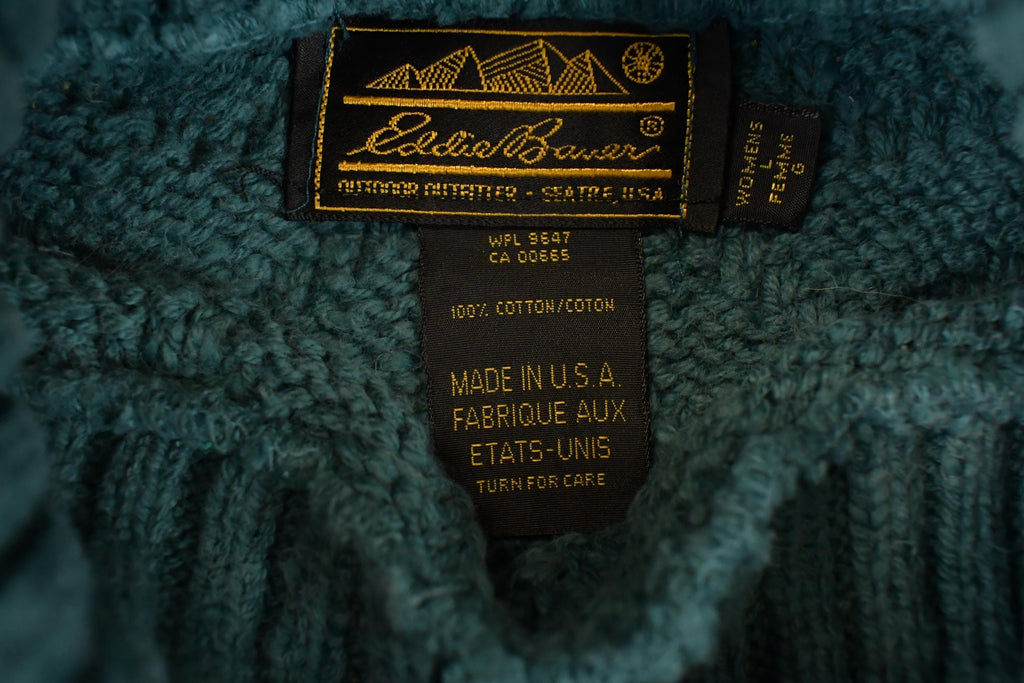 Eddie Bauer ®
OUTDOOR OUTFITTER · SEATTLE, U.S.A
WOMENS
L
FEMME
G
WPL 9647
CA 00665
100% COTTON/COTON
MADE IN U.S.A.
FABRIQUE AUX
ETATS-UNIS
TURN FOR CARE